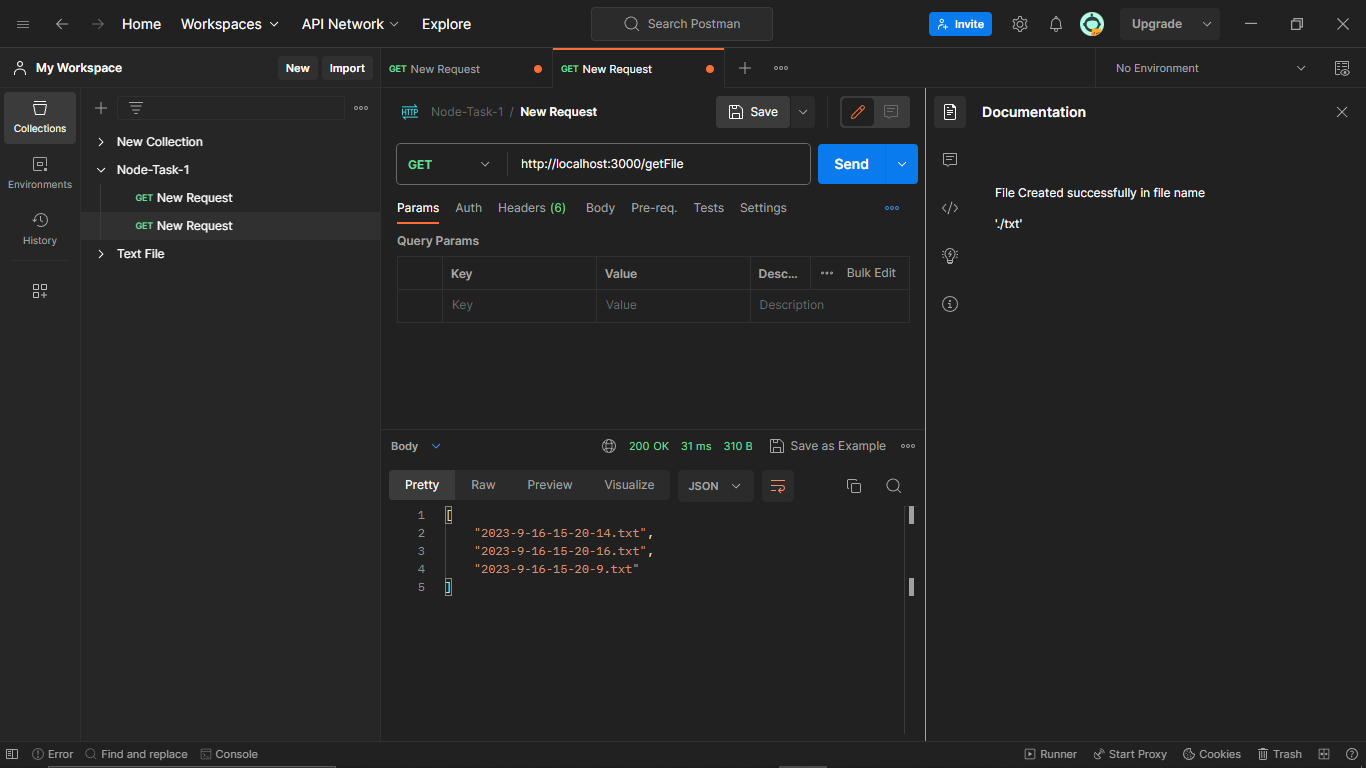 Home Workspaces API Network Explore Search Postman Invite Upgrade
My Workspace New Import
GET New Request GET New Request No Environment
Collections
Environments
History
New Collection
Node-Task-1
GET New Request
GET New Request
Text File
HTTP Node-Task-1 / New Request Save
GET http://localhost:3000/getFile Send
Params Auth Headers (6) Body Pre-req. Tests Settings
Query Params
Key Value Desc... Bulk Edit
Key Value Description
Body 200 OK 31 ms 310 B Save as Example
Pretty Raw Preview Visualize JSON
1 [
2 "2023-9-16-15-20-14.txt",
3 "2023-9-16-15-20-16.txt",
4 "2023-9-16-15-20-9.txt"
5 ]
Documentation
File Created successfully in file name
'./txt'
Error Find and replace Console Runner Start Proxy Cookies Trash